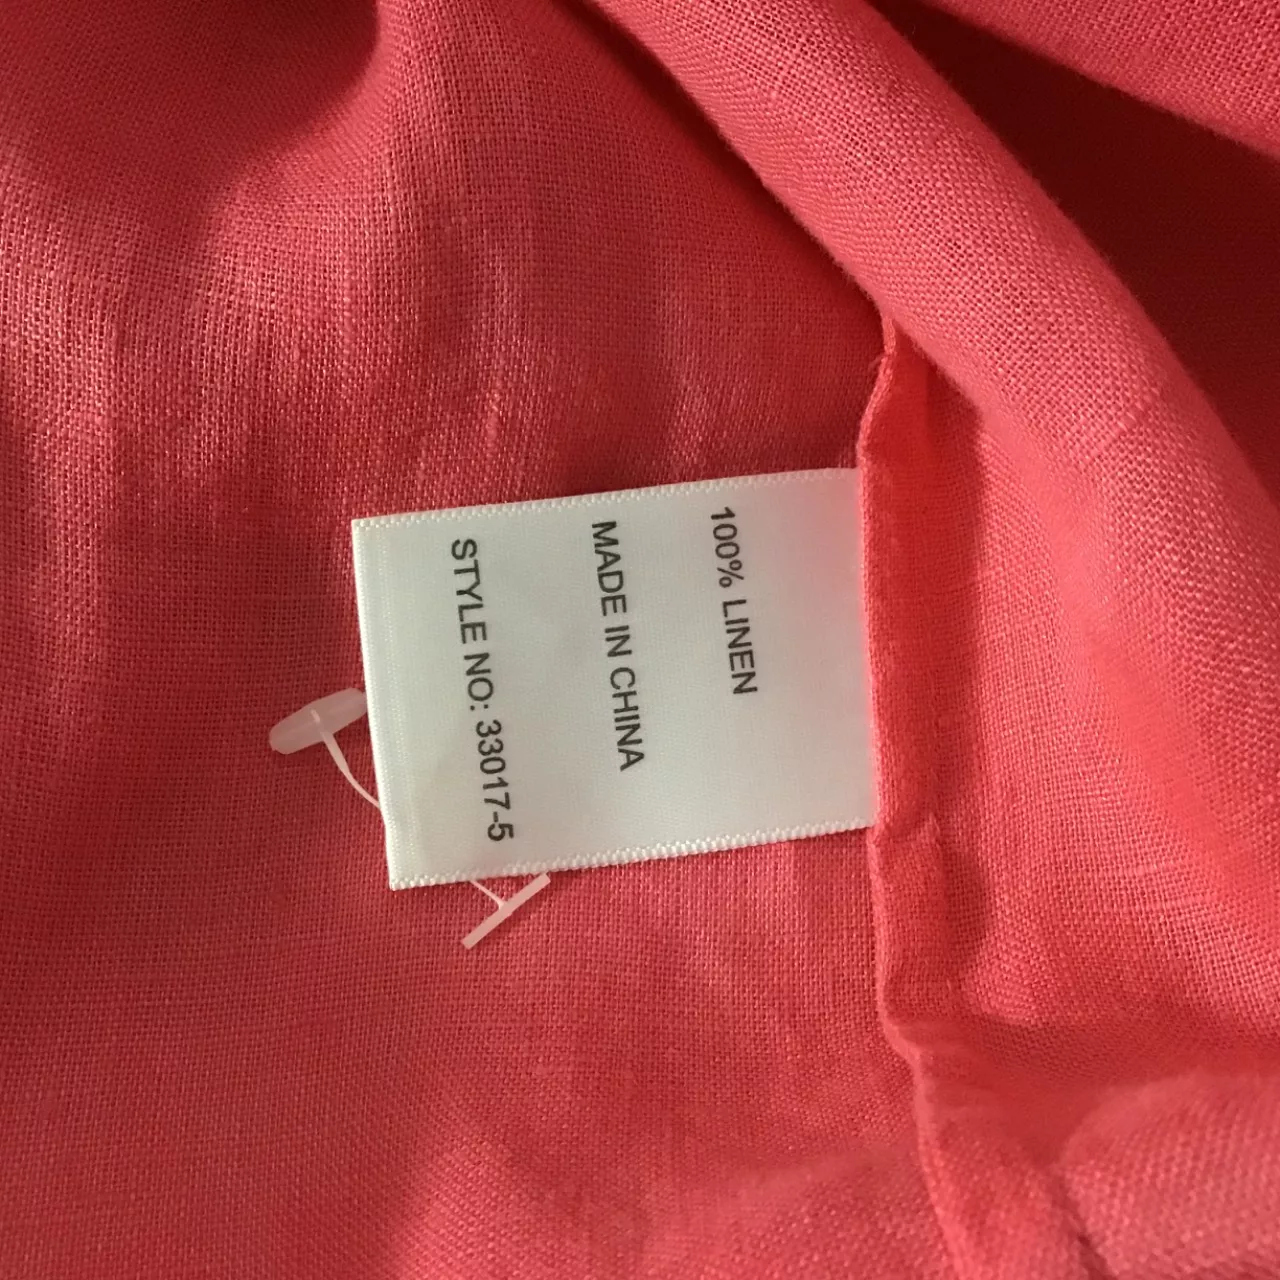 100% LINEN
MADE IN CHINA
STYLE NO: 33017-5